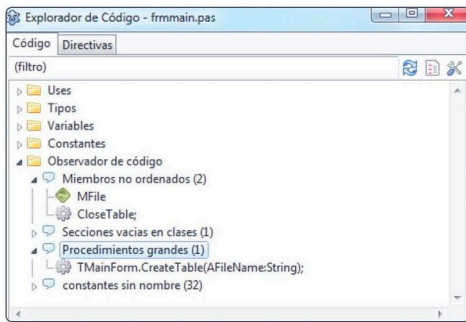 Explorador de Código - frmmain.pas
Código Directivas
(filtro)
Uses
Tipos
Variables
Constantes
Observador de código
Miembros no ordenados (2)
MFile
CloseTable;
Secciones vacias en clases (1)
Procedimientos grandes (1)
TMainForm.CreateTable(AFileName:String);
constantes sin nombre (32)